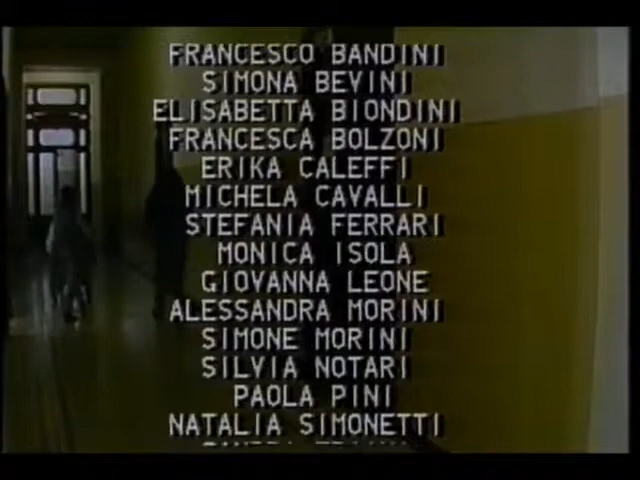 FRANCESCO BANDINI
SIMONA BEVINI
ELISABETTA BIONDINI
FRANCESCA BOLZONI
ERIKA CALEFFI
MICHELA CAVALLI
STEFANIA FERRARI
MONICA ISOLA
GIOVANNA LEONE
ALESSANDRA MORINI
SIMONE MORINI
SILVIA NOTARI
PAOLA PINI
NATALIA SIMONETTI